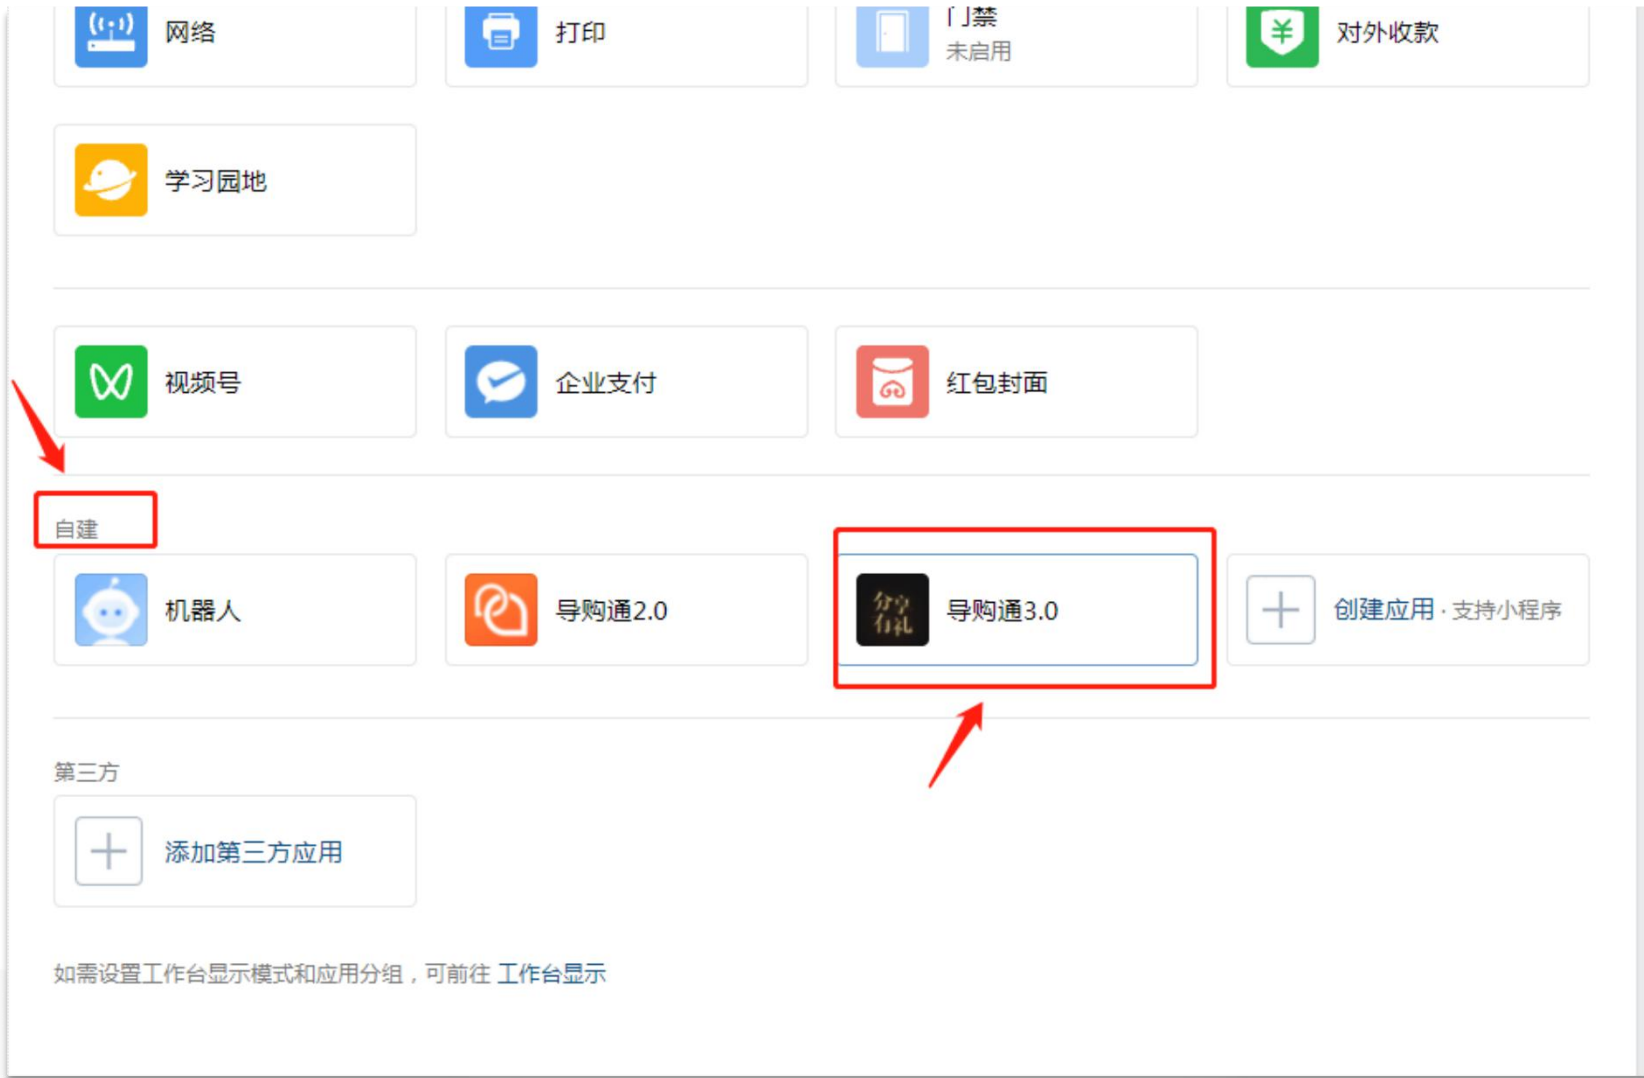 网络
打印
门禁
未启用
对外收款
学习园地
视频号
企业支付
红包封面
自建
机器人
导购通2.0
分享
有礼
导购通3.0
创建应用 · 支持小程序
第三方
添加第三方应用
如需设置工作台显示模式和应用分组，可前往 工作台显示